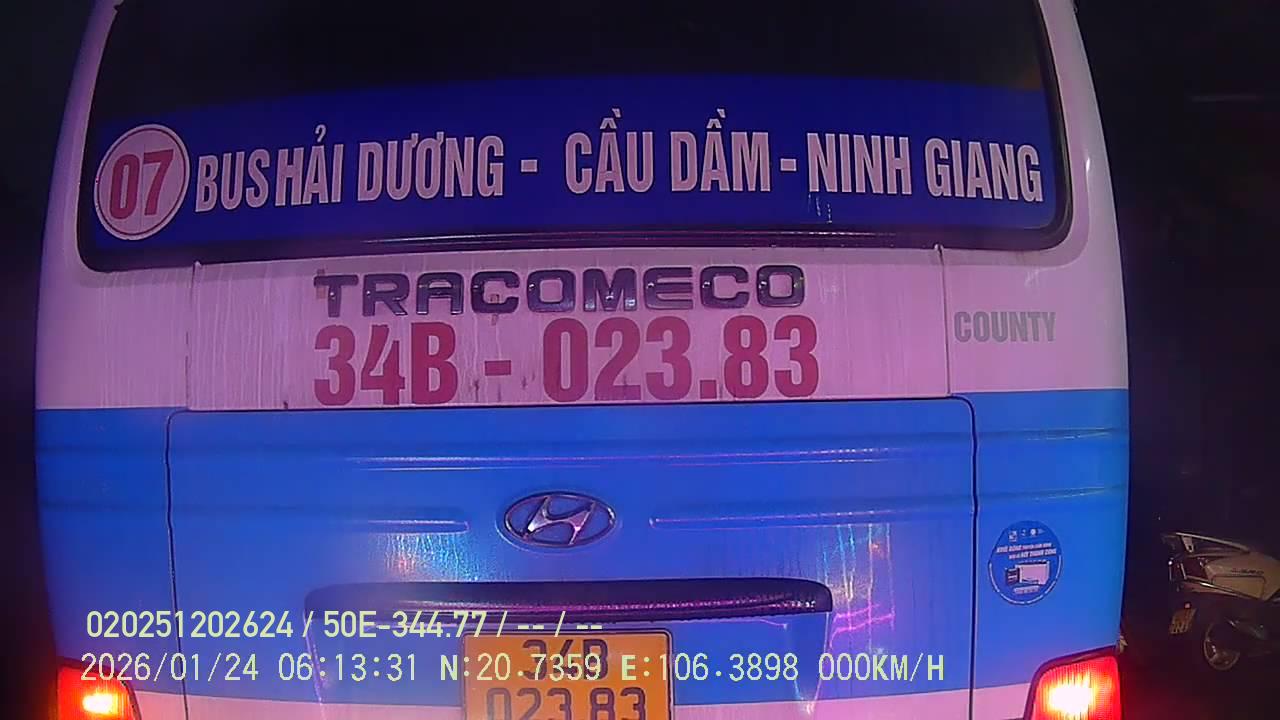 07 BUS HẢI DƯƠNG - CẦU DẦM - NINH GIANG
TRACOMECO
34B - 023.83
COUNTY
020251202624 / 50E-344.77 / -- / --
2026/01/24 06:13:31 N:20.7359 E:106.3898 000KM/H
34B
023.83